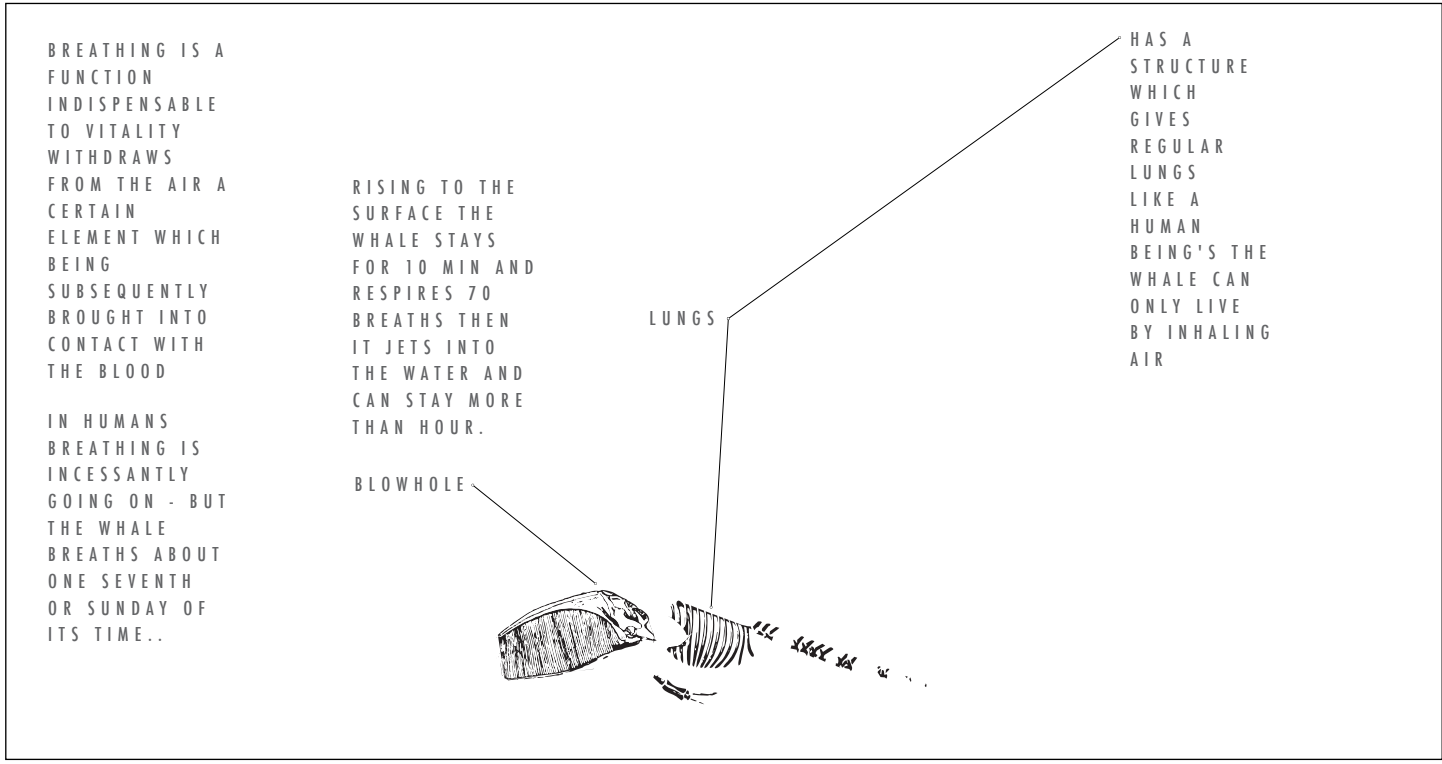 BREATHING IS A
FUNCTION
INDISPENSABLE
TO VITALITY
WITHDRAWS
FROM THE AIR A
CERTAIN
ELEMENT WHICH
BEING
SUBSEQUENTLY
BROUGHT INTO
CONTACT WITH
THE BLOOD
IN HUMANS
BREATHING IS
INCESSANTLY
GOING ON - BUT
THE WHALE
BREATHS ABOUT
ONE SEVENTH
OR SUNDAY OF
ITS TIME..
RISING TO THE
SURFACE THE
WHALE STAYS
FOR 10 MIN AND
RESPIRES 70
BREATHS THEN
IT JETS INTO
THE WATER AND
CAN STAY MORE
THAN HOUR.
BLOWHOLE
LUNGS
HAS A
STRUCTURE
WHICH
GIVES
REGULAR
LUNGS
LIKE A
HUMAN
BEING'S THE
WHALE CAN
ONLY LIVE
BY INHALING
AIR